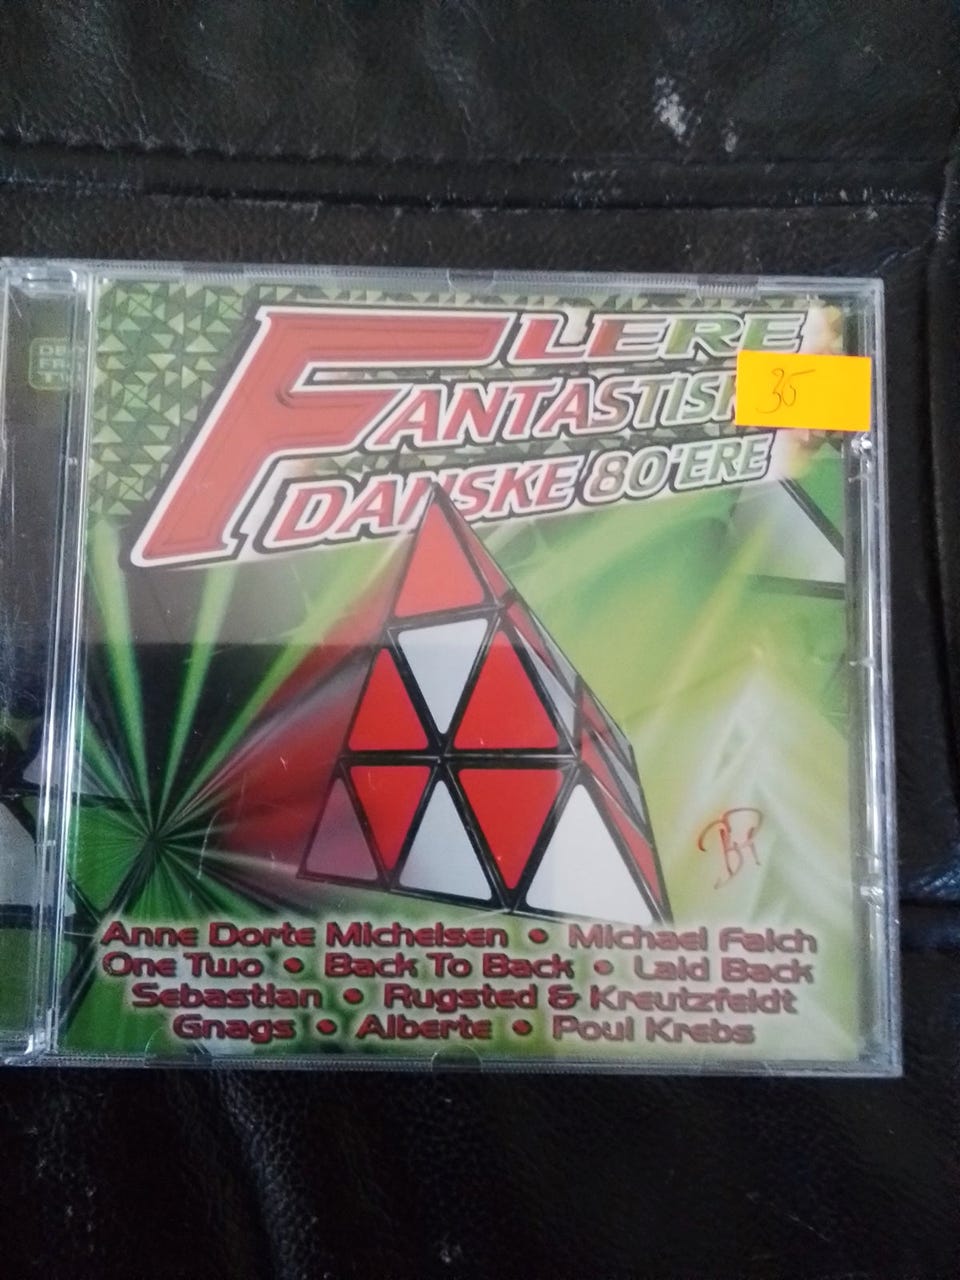 FLERE
FANTASTISK
DANSKE 80'ERE
35
Anne Dorte Michelsen • Michael Falch
One Two • Back To Back • Laid Back
Sebastian • Rugsted & Kreutzfeldt
Gnags • Alberte • Poul Krebs